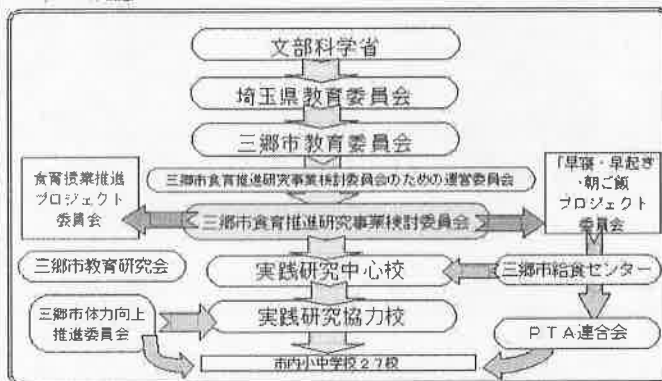 文部科学省
埼玉県教育委員会
三郷市教育委員会
三郷市食育推進研究事業検討委員会のための運営委員会
食育授業推進
プロジェクト
委員会
三郷市食育推進研究事業検討委員会
「早寝・早起き
・朝ご飯
プロジェクト
委員会
三郷市教育研究会
実践研究中心校
三郷市給食センター
三郷市体力向上
推進委員会
実践研究協力校
PTA連合会
市内小中学校27校